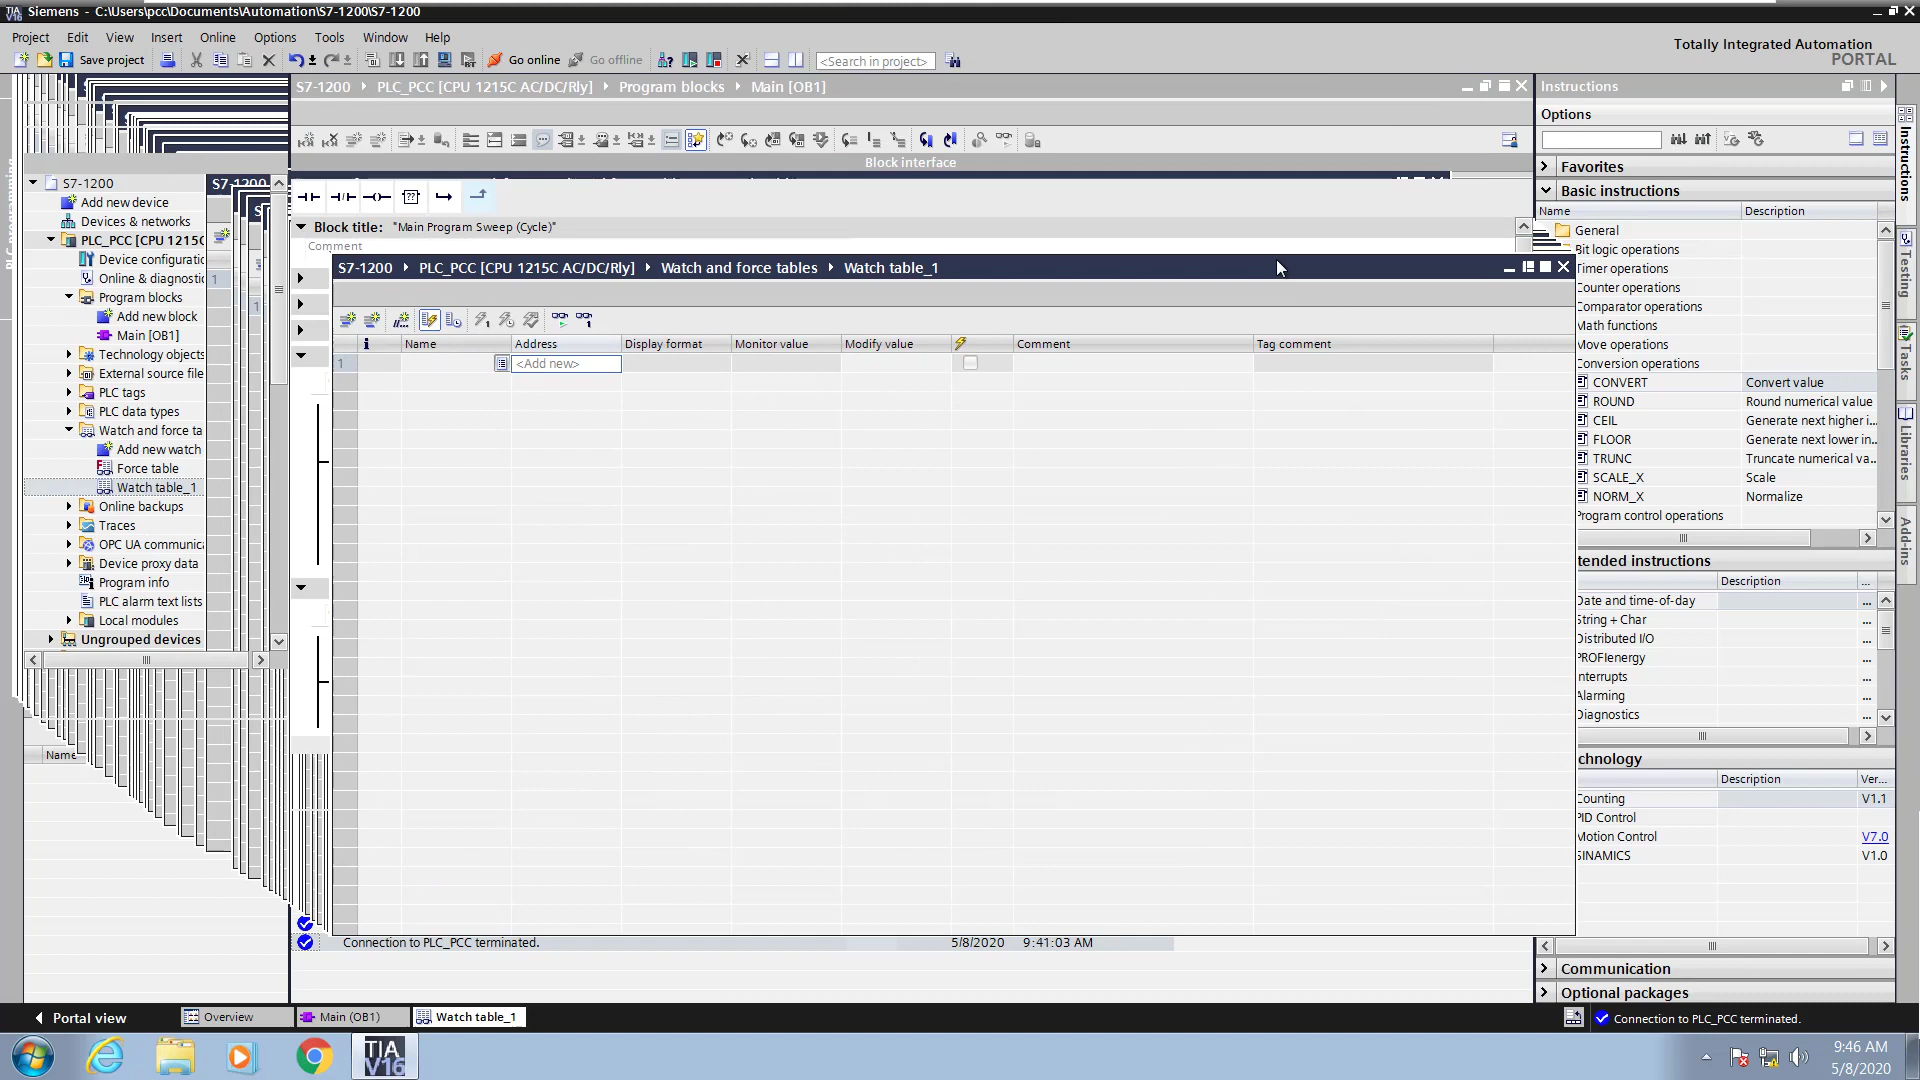 Siemens - C:\Users\pcc\Documents\Automation\S7-1200\S7-1200
Project Edit View Insert Online Options Tools Window Help
Totally Integrated Automation
PORTAL
Save project Go online Go offline <Search in project>
S7-1200 PLC_PCC [CPU 1215C AC/DC/Rly] Program blocks Main [OB1]
Instructions
Options
Block interface
Favorites
Basic instructions
Name Description
Block title: "Main Program Sweep (Cycle)"
Comment
S7-1200
Add new device
Devices & networks
PLC_PCC [CPU 1215C
Device configuratio
Online & diagnostic
Program blocks
Add new block
Main [OB1]
Technology objects
External source file
PLC tags
PLC data types
Watch and force ta
Add new watch
Force table
Watch table_1
Online backups
Traces
OPC UA communica
Device proxy data
Program info
PLC alarm text lists
Local modules
Ungrouped devices
Name
S7-1200
1
1
S7-1200 PLC_PCC [CPU 1215C AC/DC/Rly] Watch and force tables Watch table_1
i Name Address Display format Monitor value Modify value Comment Tag comment
1 <Add new>
General
Bit logic operations
Timer operations
Counter operations
Comparator operations
Math functions
Move operations
Conversion operations
CONVERT Convert value
ROUND Round numerical value
CEIL Generate next higher i...
FLOOR Generate next lower in...
TRUNC Truncate numerical va...
SCALE_X Scale
NORM_X Normalize
Program control operations
tended instructions
Description ...
Date and time-of-day ...
String + Char ...
Distributed I/O ...
PROFIenergy ...
nterrupts ...
Alarming ...
Diagnostics ...
chnology
Description Ver...
Counting V1.1
PID Control
Motion Control V7.0
SINAMICS V1.0
Communication
Optional packages
Instructions
Testing
Tasks
Libraries
Add-ins
PLC programming
Connection to PLC_PCC terminated. 5/8/2020 9:41:03 AM
Portal view Overview Main (OB1) Watch table_1
Connection to PLC_PCC terminated.
TIA
V16
9:46 AM
5/8/2020